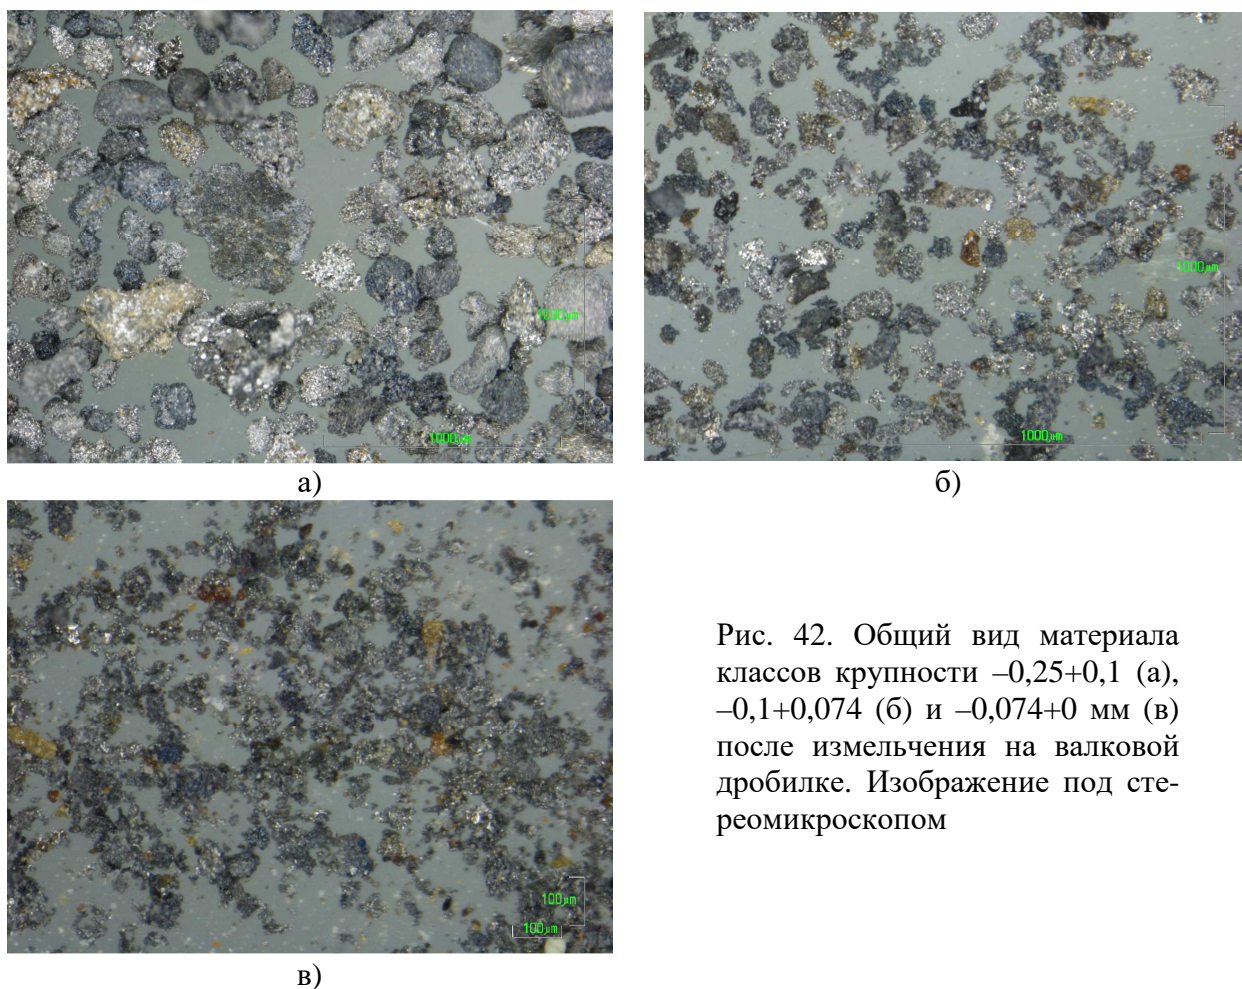 1000µm
1000µm
а)
1000µm
1000µm
б)
100µm
100µm
в)
Рис. 42. Общий вид материала
классов крупности –0,25+0,1 (а),
–0,1+0,074 (б) и –0,074+0 мм (в)
после измельчения на валковой
дробилке. Изображение под сте-
реомикроскопом